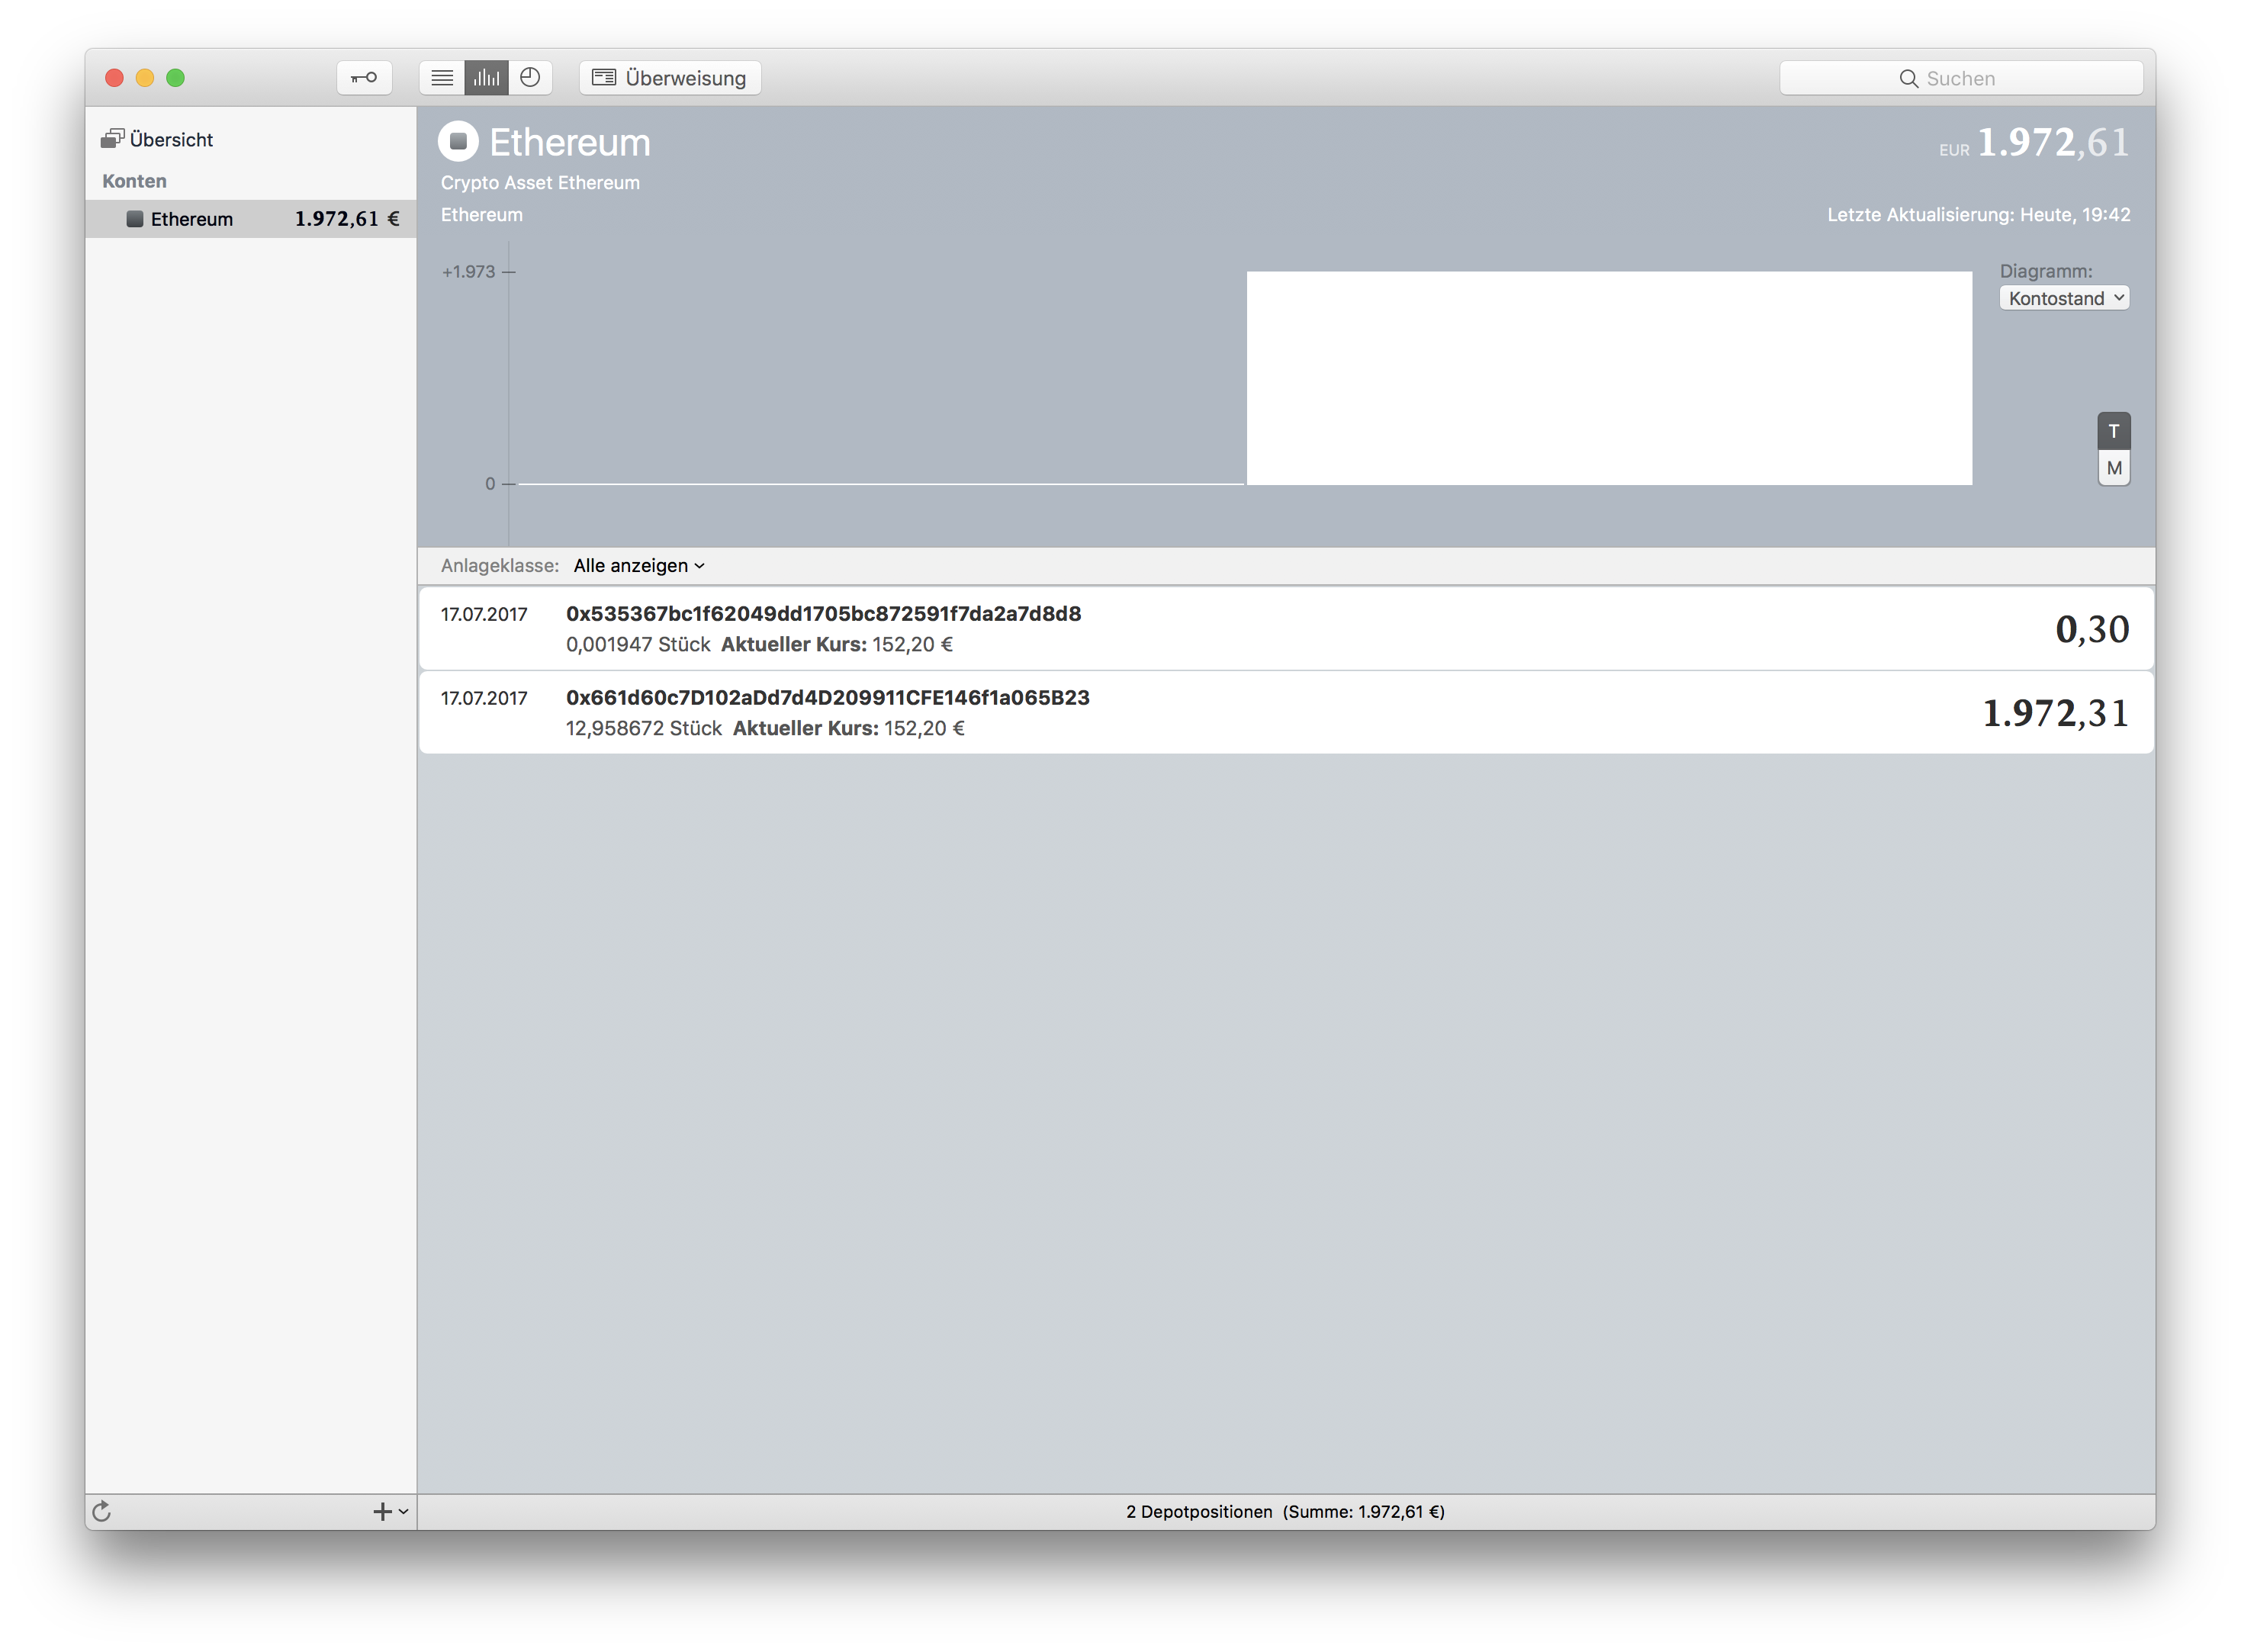 Überweisung
Suchen
Übersicht
Konten
Ethereum 1.972,61 €
Ethereum
EUR 1.972,61
Crypto Asset Ethereum
Ethereum
Letzte Aktualisierung: Heute, 19:42
+1.973
0
Diagramm:
Kontostand
T
M
Anlageklasse: Alle anzeigen
17.07.2017 0x535367bc1f62049dd1705bc872591f7da2a7d8d8 0,30
0,001947 Stück Aktueller Kurs: 152,20 €
17.07.2017 0x661d60c7D102aDd7d4D209911CFE146f1a065B23 1.972,31
12,958672 Stück Aktueller Kurs: 152,20 €
2 Depotpositionen (Summe: 1.972,61 €)